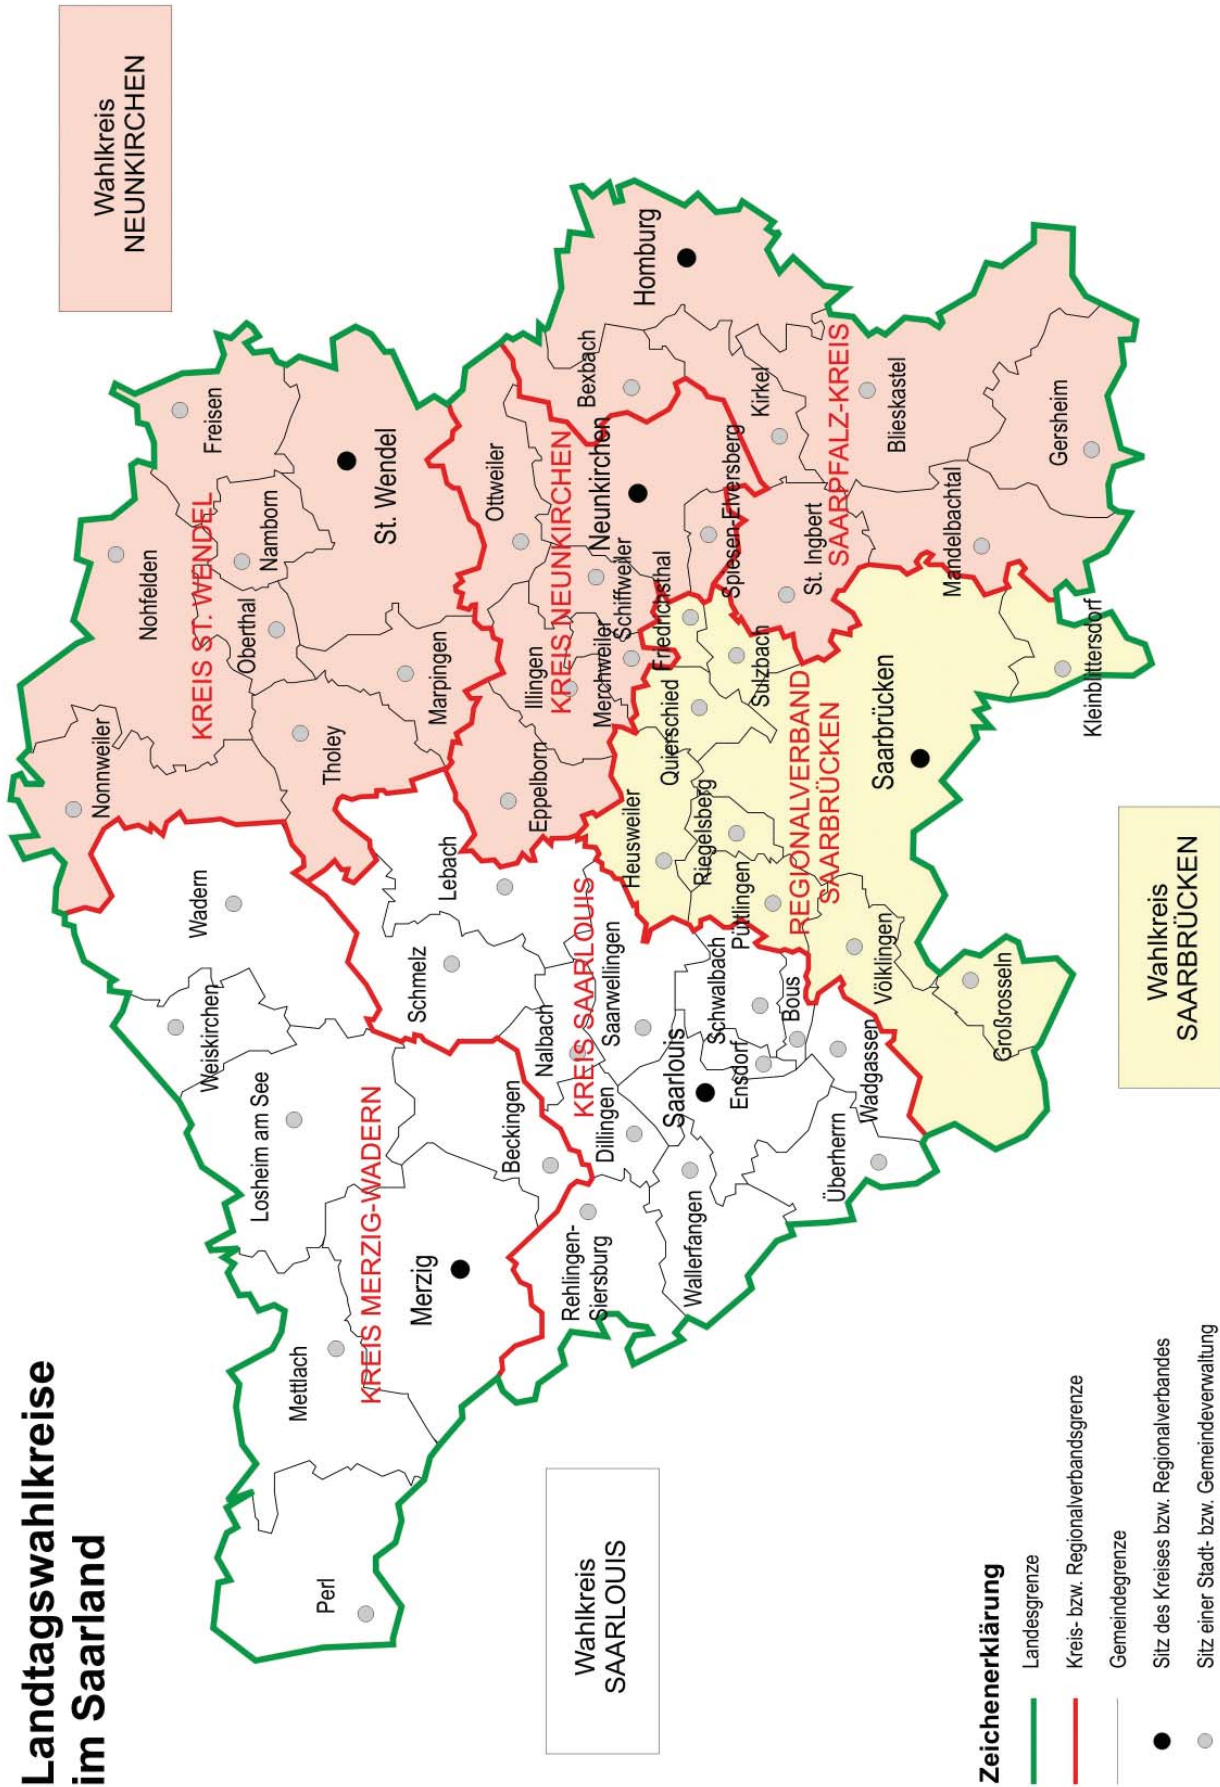 Landtagswahlkreise
im Saarland
Wahlkreis
NEUNKIRCHEN
Nonnweiler
Nohfelden
Freisen
KREIS ST. WENDEL
Oberthal
Namborn
Wadern
Weiskirchen
Tholey
St. Wendel
Losheim am See
Marpingen
Mettlach
Perl
KREIS MERZIG-WADERN
Schmelz
Lebach
Merzig
Ottweiler
Illingen
Eppelborn
KREIS NEUNKIRCHEN
Bexbach
Neunkirchen
Homburg
Beckingen
Nalbach
KREIS SAARLOUIS
Merchweiler
Schiffweiler
Heusweiler
Saarwellingen
Dillingen
Rehlingen-
Siersburg
Friedrichsthal
Quierschied
Saarlouis
Wallerfangen
Riegelsberg
Schwalbach
Ensdorf
Püttlingen
Spiesen-Elversberg
Kirkel
Sulzbach
Bous
REGIONALVERBAND
SAARBRÜCKEN
St. Ingbert
SAARPFALZ-KREIS
Überherrn
Wadgassen
Völklingen
Saarbrücken
Blieskastel
Mandelbachtal
Großrosseln
Gersheim
Kleinblittersdorf
Wahlkreis
SAARLOUIS
Wahlkreis
SAARBRÜCKEN
Zeichenerklärung
Landesgrenze
Kreis- bzw. Regionalverbandsgrenze
Gemeindegrenze
Sitz des Kreises bzw. Regionalverbandes
Sitz einer Stadt- bzw. Gemeindeverwaltung